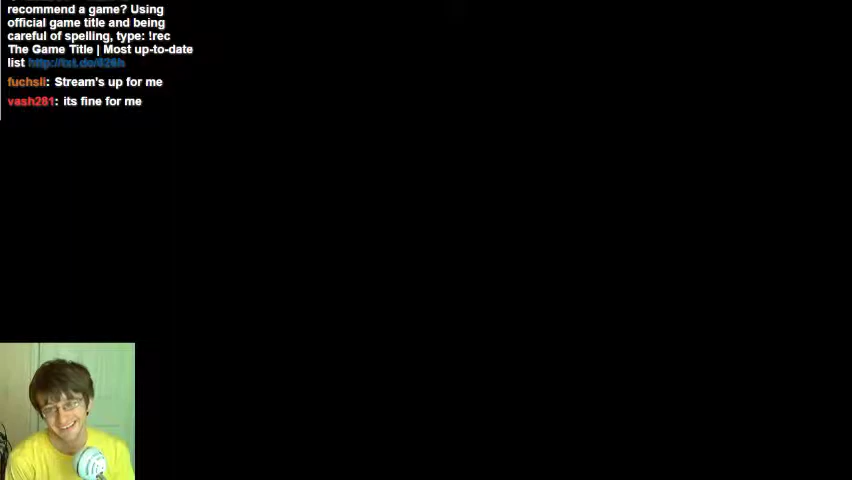 recommend a game? Using
official game title and being
careful of spelling, type: !rec
The Game Title | Most up-to-date
list
fuchsli: Stream's up for me
vash281: its fine for me